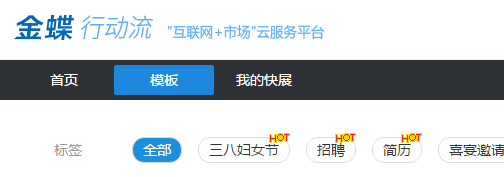 金蝶 行动流 “互联网+市场”云服务平台
首页 模板 我的快展
HOT HOT HOT
标签 全部 三八妇女节 招聘 简历 喜宴邀请